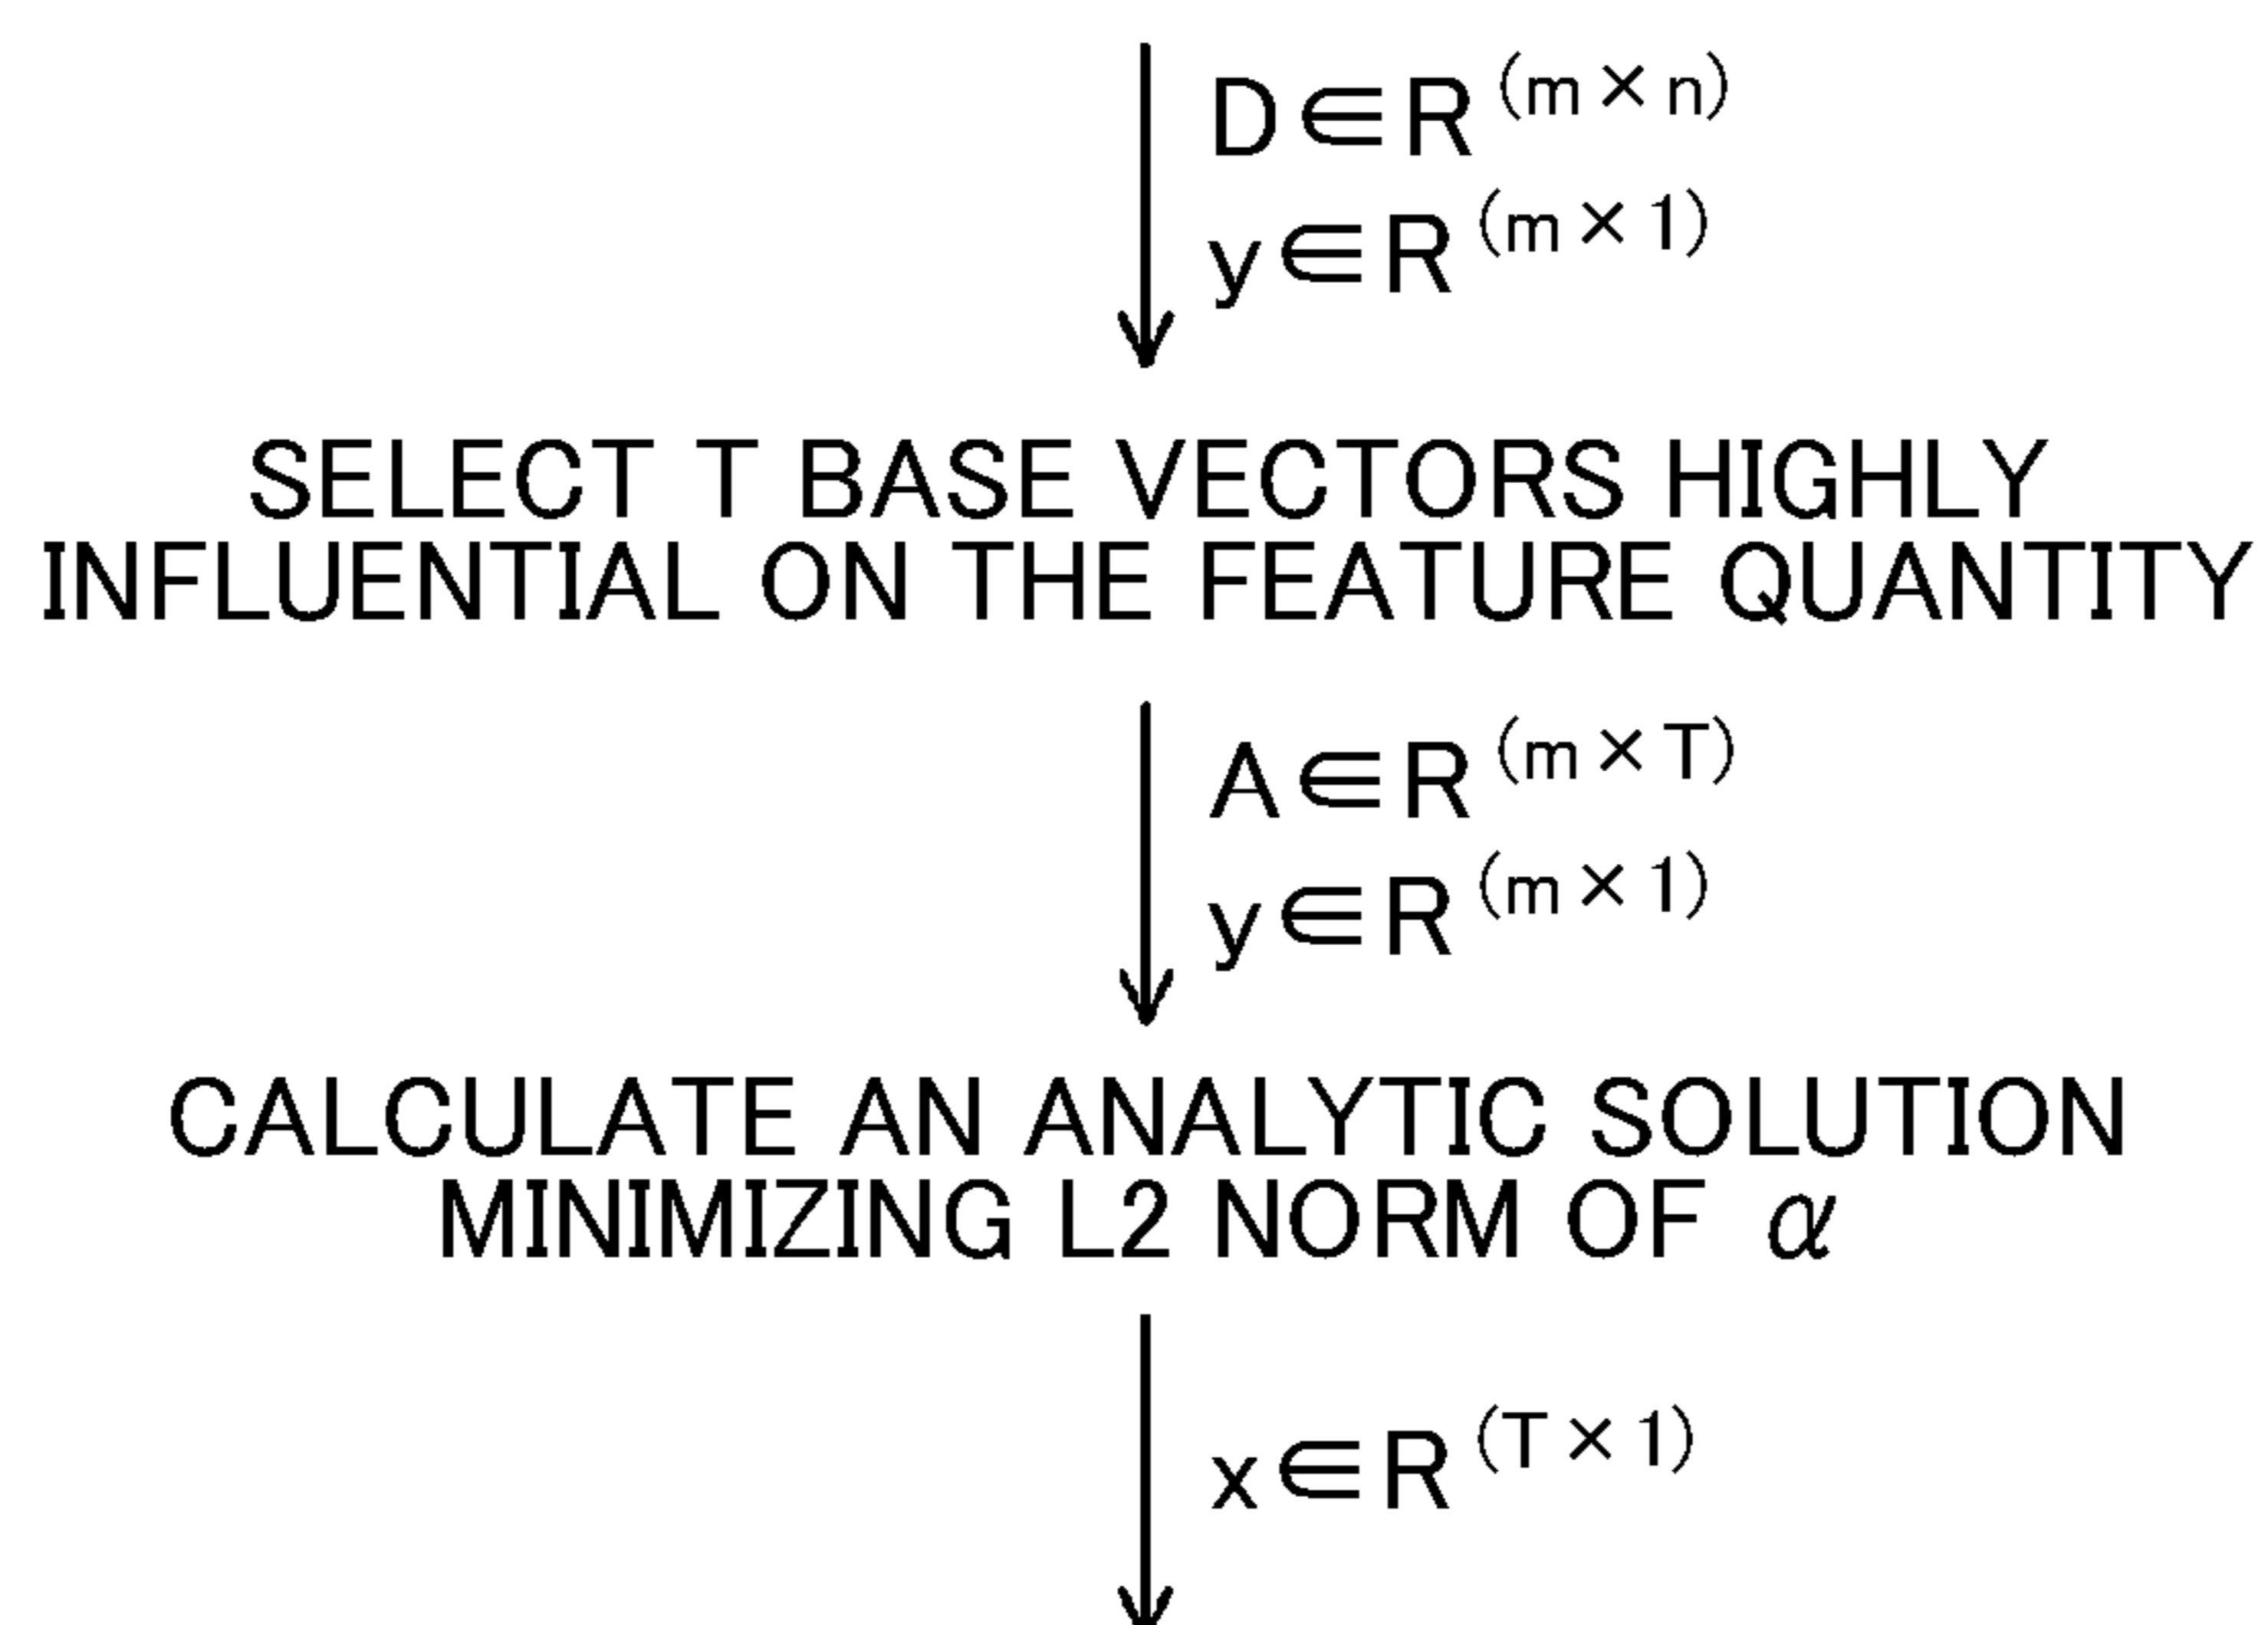 D∈R(m×n)
y∈R(m×1)
SELECT T BASE VECTORS HIGHLY
INFLUENTIAL ON THE FEATURE QUANTITY
A∈R(m×T)
y∈R(m×1)
CALCULATE AN ANALYTIC SOLUTION
MINIMIZING L2 NORM OF α
x∈R(T×1)